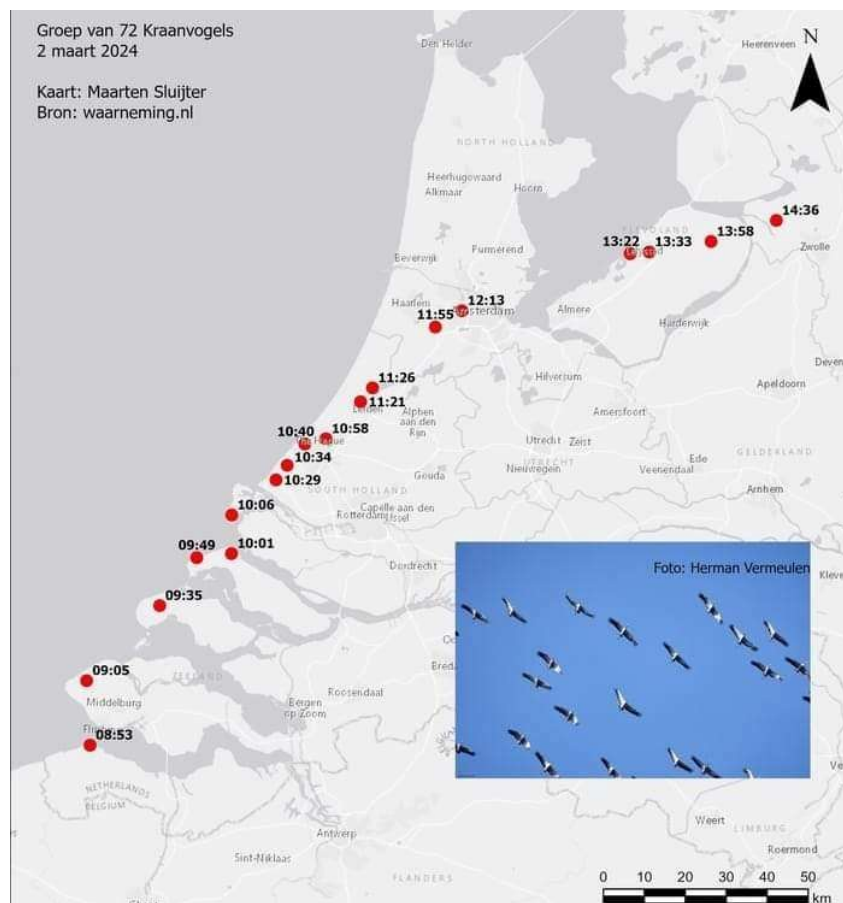 Groep van 72 Kraanvogels
2 maart 2024
Kaart: Maarten Sluijter
Bron: waarneming.nl
N
Den Helder
Heerenveen
NORTH HOLLAND
Heerhugowaard
Alkmaar
Hoorn
14:36
FLEVOLAND
13:22
13:33
13:58
Zwolle
Purmerend
Beverwijk
Haarlem
12:13
Amsterdam
11:55
Almere
Harderwijk
Hilversum
Apeldoorn
11:26
11:21
Leiden
Alphen
aan den
Rijn
Amersfoort
10:40
10:58
The Hague
Utrecht
Zeist
10:34
UTRECHT
GELDERLAND
Ede
Nieuwegein
Veenendaal
10:29
Gouda
SOUTH HOLLAND
Arnhem
10:06
Capelle aan den
Rotterdam
IJssel
09:49
10:01
Dordrecht
Foto: Herman Vermeulen
09:35
09:05
ZEELAND
Middelburg
Roosendaal
Bergen
op Zoom
08:53
NETHERLANDS
BELGIUM
Weert
LIMBURG
Roermond
Antwerp
Sint-Niklaas
FLANDERS
0 10 20 30 40 50
km